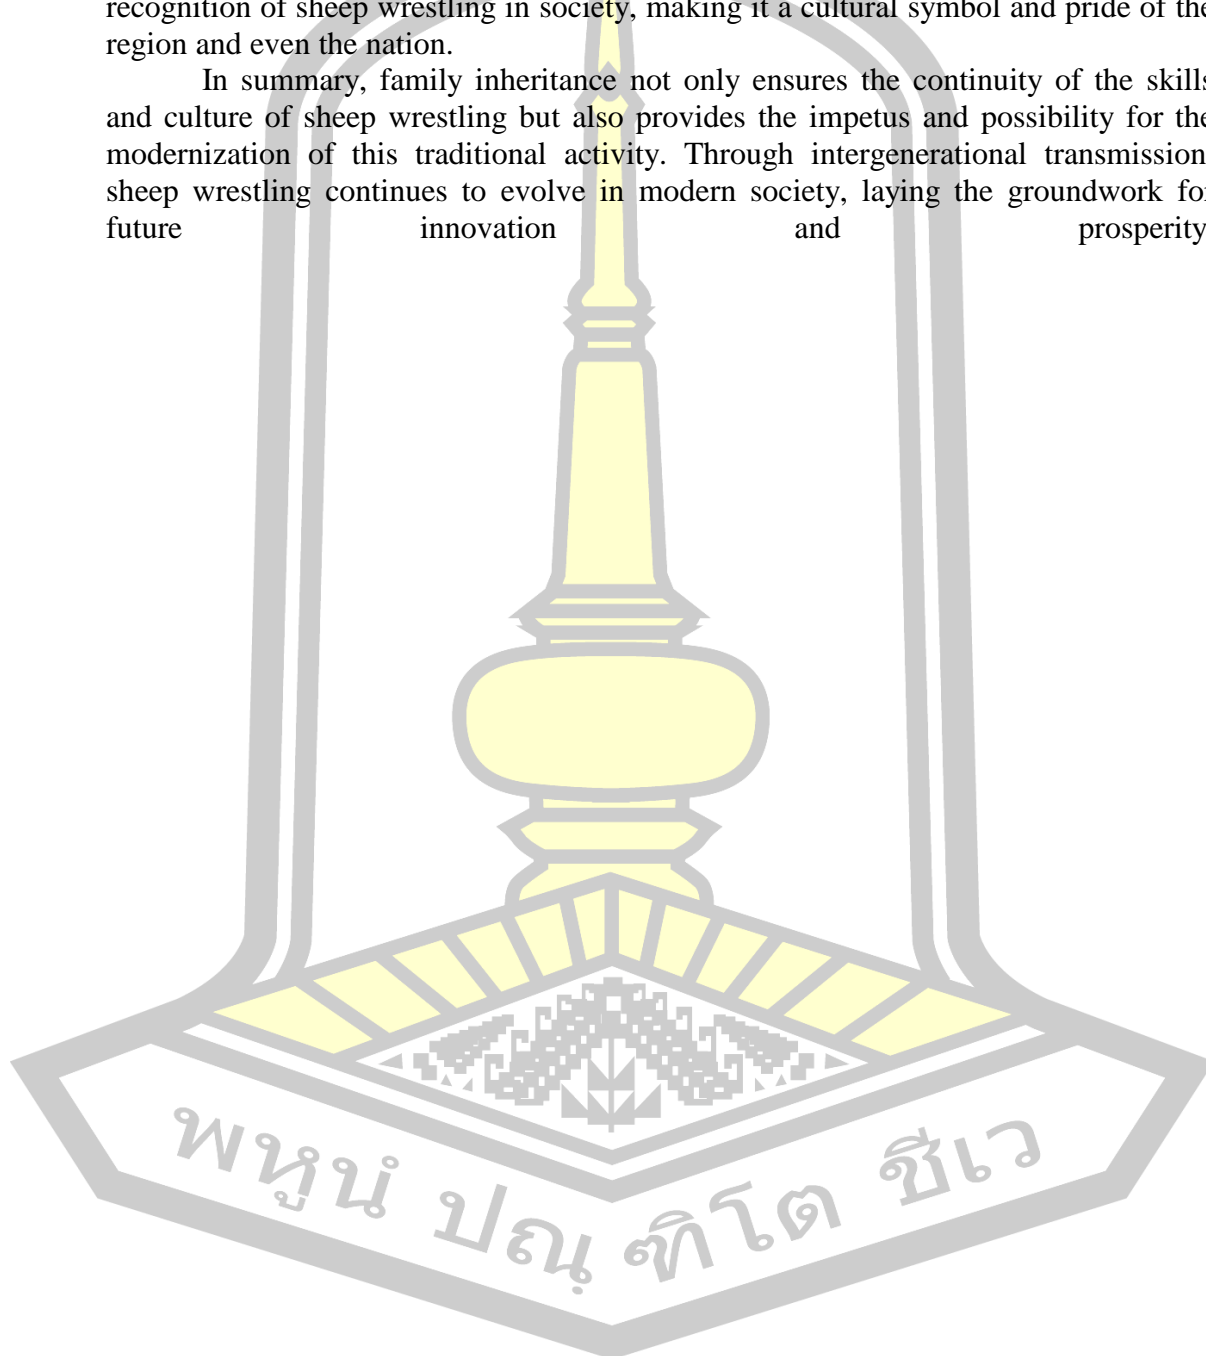 recognition of sheep wrestling in society, making it a cultural symbol and pride of the
region and even the nation.
In summary, family inheritance not only ensures the continuity of the skills
and culture of sheep wrestling but also provides the impetus and possibility for the
modernization of this traditional activity. Through intergenerational transmission
sheep wrestling continues to evolve in modern society, laying the groundwork for
future innovation and prosperity
พหูนํ ปณฺฑิโต ชีเว